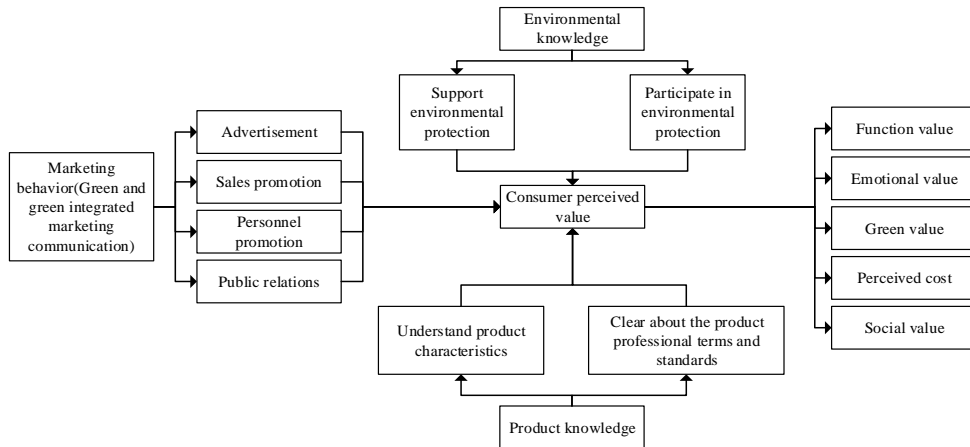 Environmental
knowledge
Support
environmental
protection
Participate in
environmental
protection
Advertisement
Sales promotion
Personnel
promotion
Public relations
Marketing
behavior(Green and
green integrated
marketing
communication)
Consumer perceived
value
Function value
Emotional value
Green value
Perceived cost
Social value
Understand product
characteristics
Clear about the product
professional terms and
standards
Product knowledge